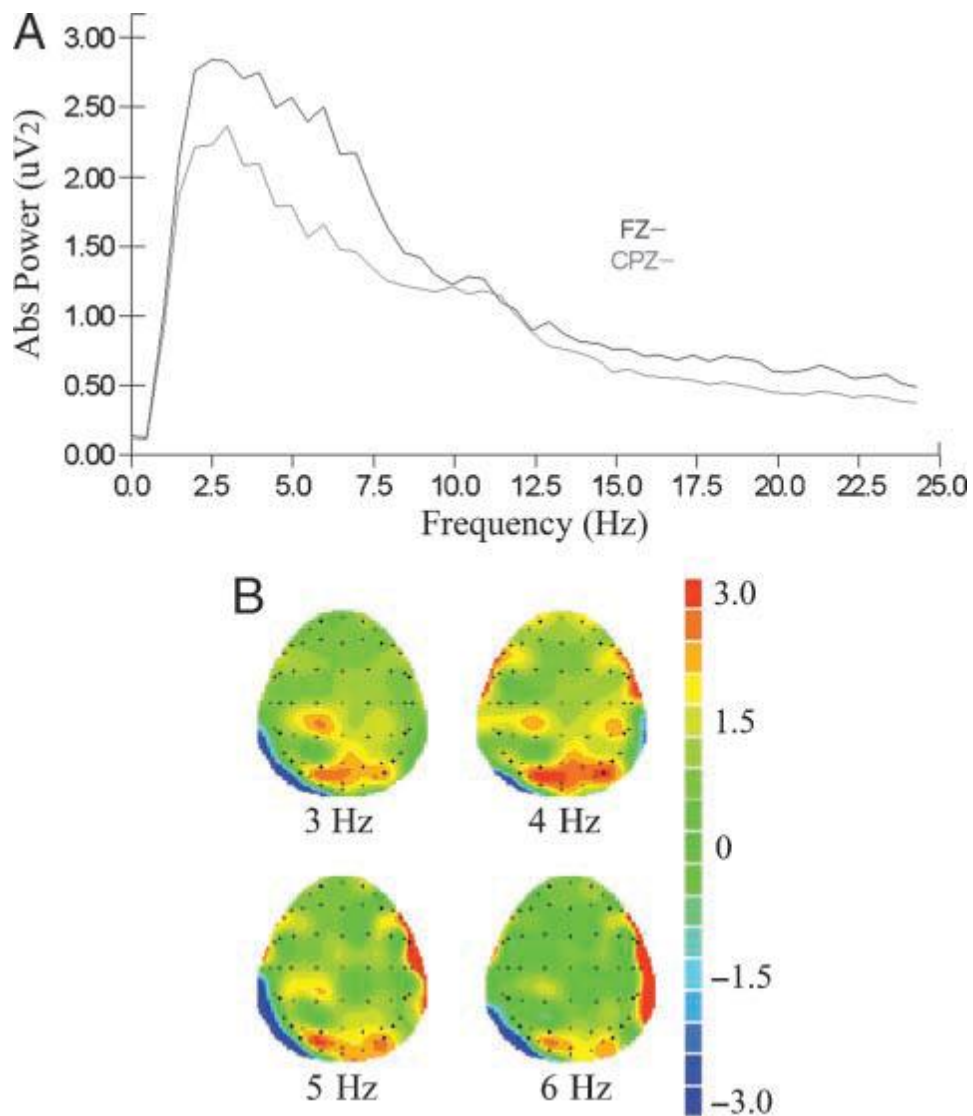 A
3.00
2.50
2.00
1.50
1.00
0.50
0.00
Abs Power (uV2)
FZ–
CPZ–
0.0 2.5 5.0 7.5 10.0 12.5 15.0 17.5 20.0 22.5 25.0
Frequency (Hz)
B
3 Hz 4 Hz
5 Hz 6 Hz
3.0
1.5
0
–1.5
–3.0